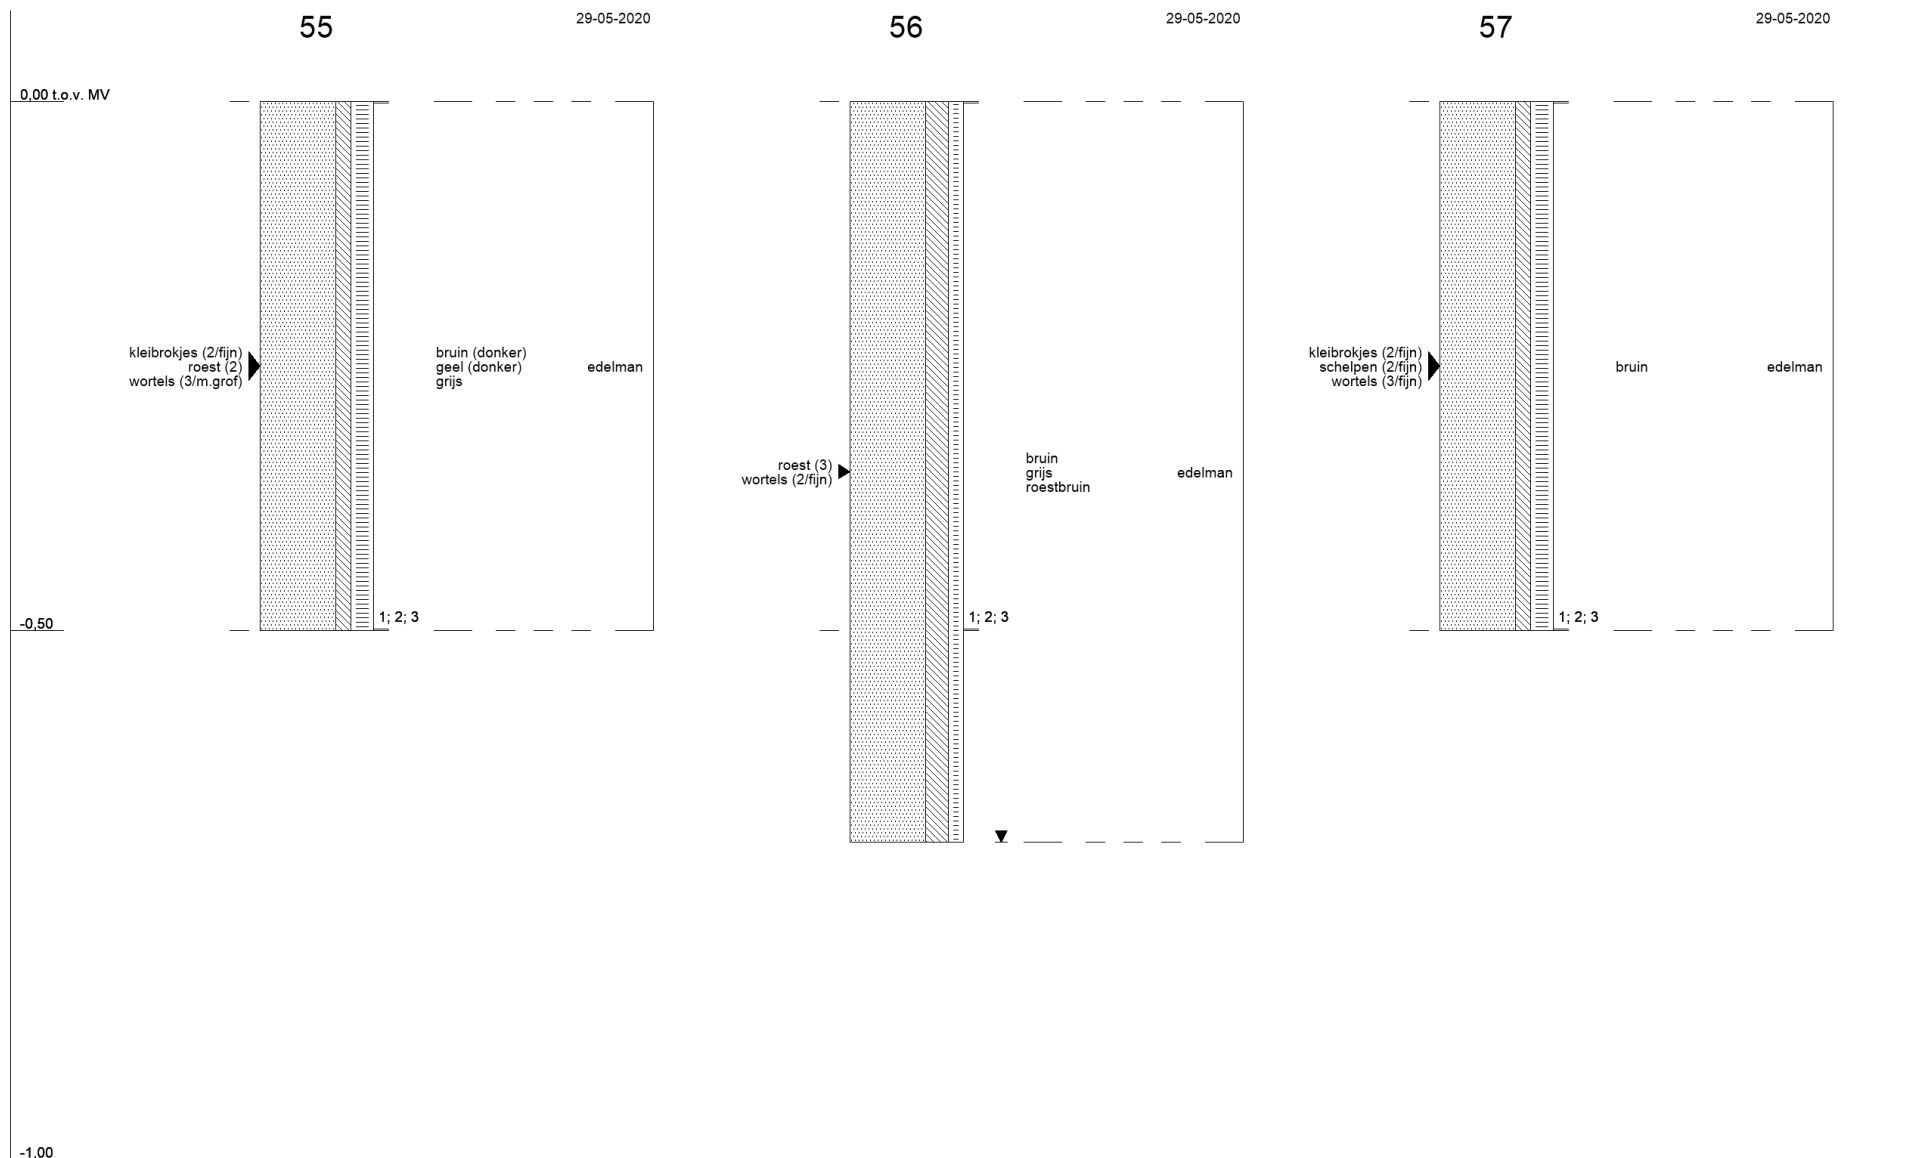 55
29-05-2020
56
29-05-2020
57
29-05-2020
0,00 t.o.v. MV
kleibrokjes (2/fijn)
roest (2)
wortels (3/m.grof)
bruin (donker)
geel (donker)
grijs
edelman
roest (3)
wortels (2/fijn)
bruin
grijs
roestbruin
edelman
kleibrokjes (2/fijn)
schelpen (2/fijn)
wortels (3/fijn)
bruin
edelman
-0,50
1; 2; 3
1; 2; 3
1; 2; 3
-1,00